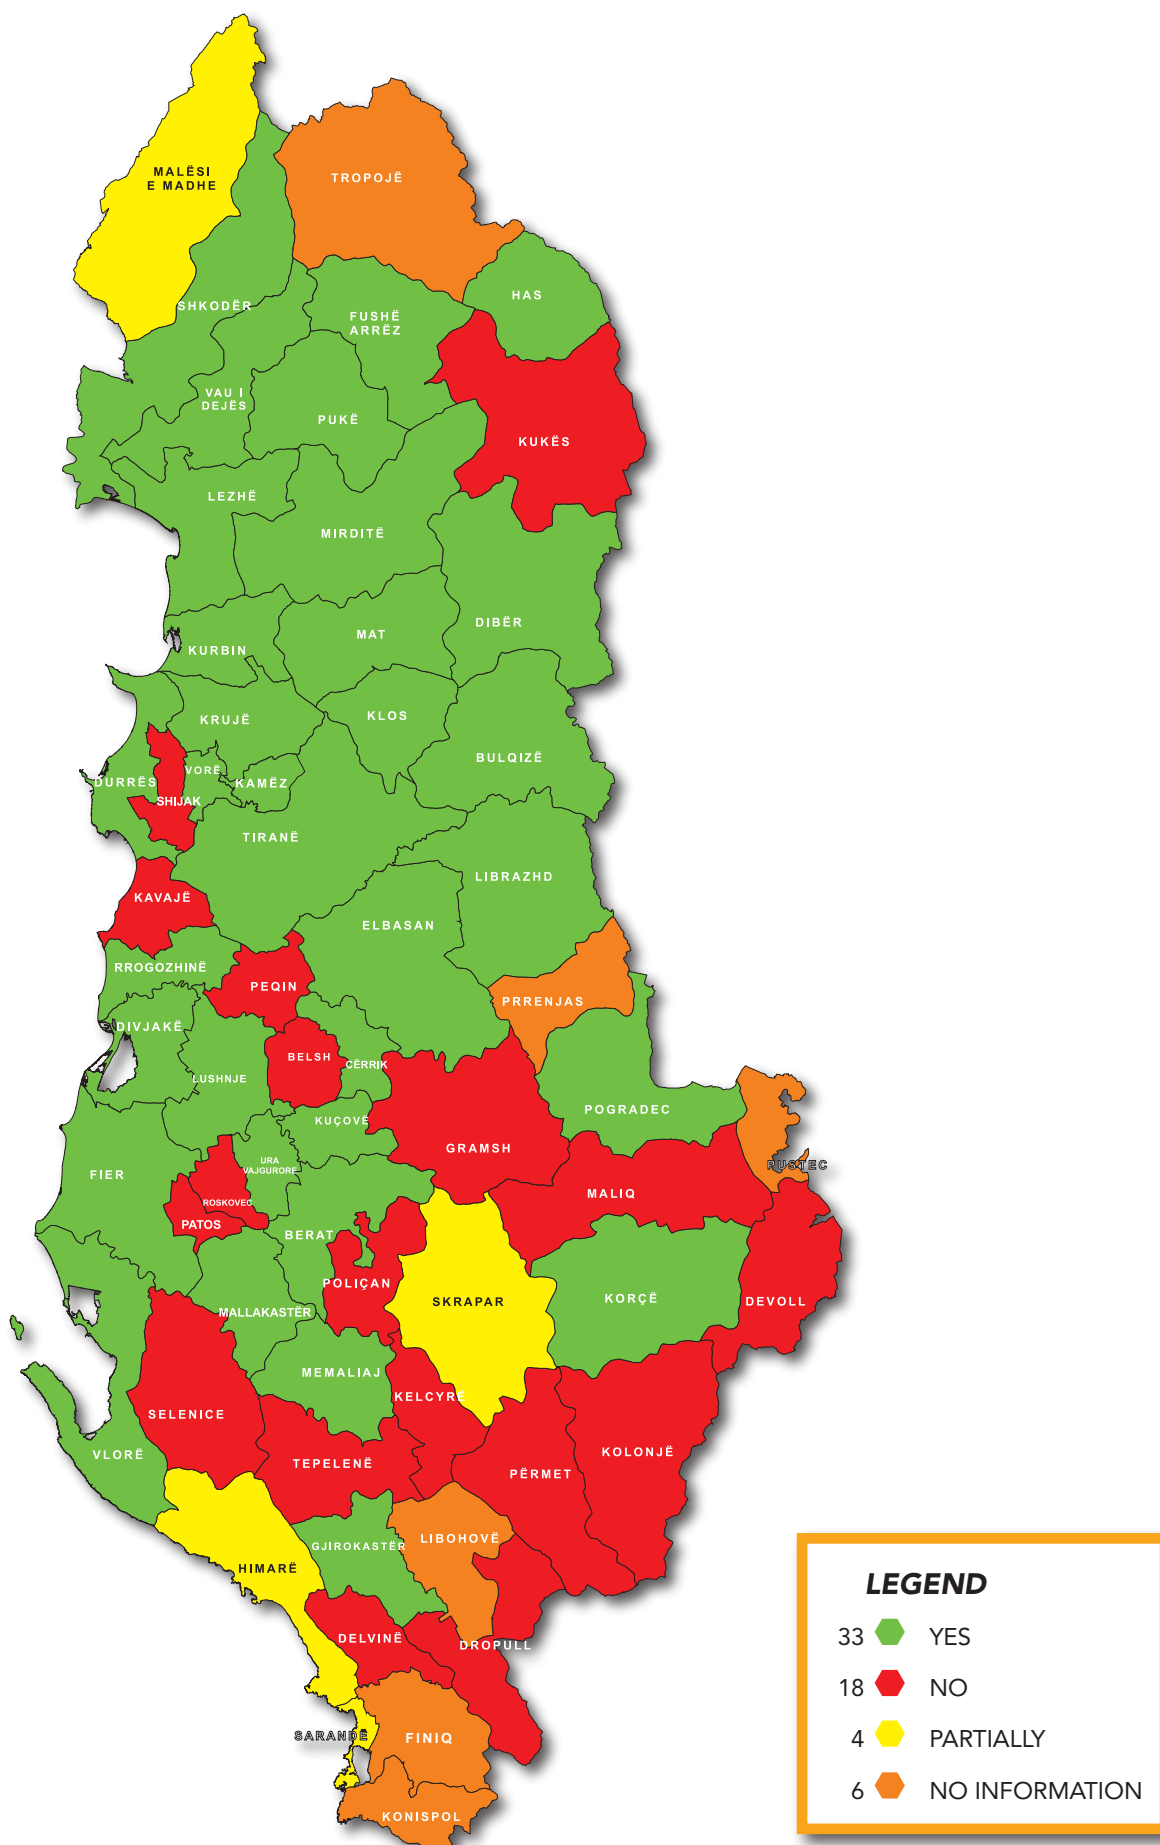 MALËSI
E MADHE
TROPOJË
HAS
SHKODËR
FUSHË
ARRËZ
VAU I
DEJËS
PUKË
KUKËS
LEZHË
MIRDITË
DIBËR
MAT
KURBIN
KLOS
KRUJË
BULQIZË
VORË
DURRËS
KAMËZ
SHIJAK
TIRANË
LIBRAZHD
KAVAJË
ELBASAN
RROGOZHINË
PEQIN
PRRENJAS
DIVJAKË
BELSH
CËRRIK
LUSHNJE
POGRADEC
KUÇOVË
GRAMSH
URA
VAJGURORE
PUSTEC
FIER
MALIQ
ROSKOVEC
PATOS
BERAT
POLIÇAN
KORÇË
DEVOLL
SKRAPAR
MALLAKASTËR
MEMALIAJ
KELCYRË
SELENICE
KOLONJË
VLORË
TEPELENË
PËRMET
LIBOHOVË
GJIROKASTËR
HIMARË
DELVINË
DROPULL
SARANDË
FINIQ
KONISPOL
LEGEND
33 YES
18 NO
4 PARTIALLY
6 NO INFORMATION